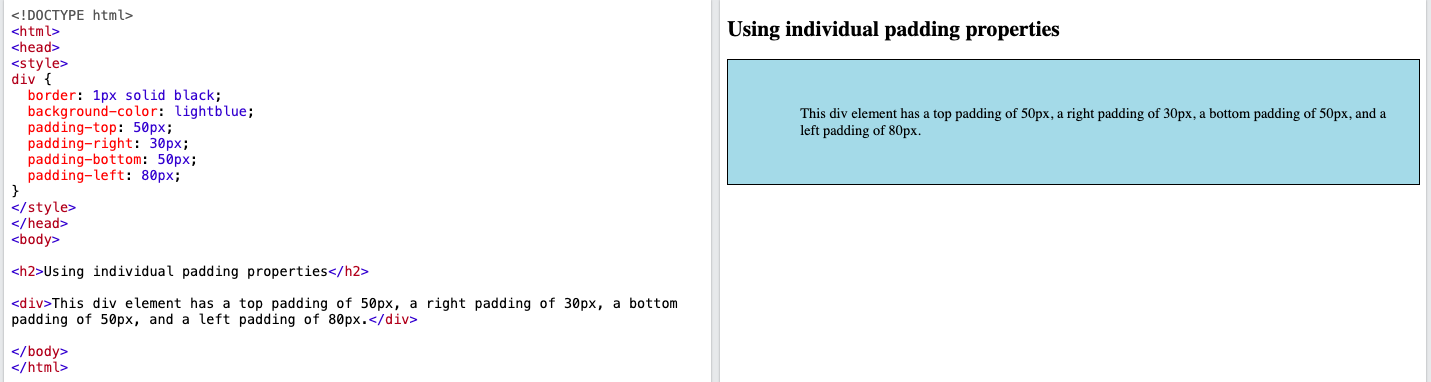 <!DOCTYPE html>
<html>
<head>
<style>
div {
  border: 1px solid black;
  background-color: lightblue;
  padding-top: 50px;
  padding-right: 30px;
  padding-bottom: 50px;
  padding-left: 80px;
}
</style>
</head>
<body>

<h2>Using individual padding properties</h2>

<div>This div element has a top padding of 50px, a right padding of 30px, a bottom
padding of 50px, and a left padding of 80px.</div>

</body>
</html>
Using individual padding properties
This div element has a top padding of 50px, a right padding of 30px, a bottom padding of 50px, and a
left padding of 80px.